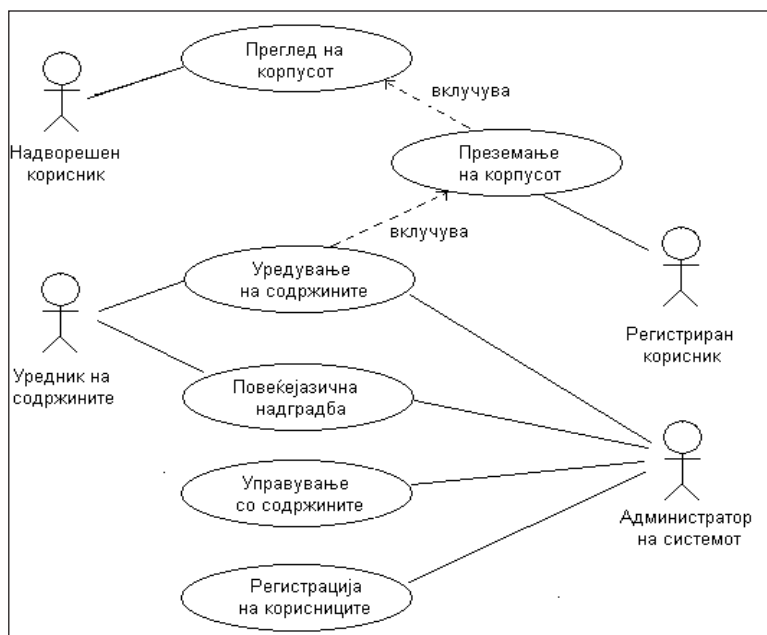 Преглед на
корпусот
вклучува
Надворешен
корисник
Преземање
на корпусот
вклучува
Уредување
на содржините
Регистриран
корисник
Уредник на
содржините
Повеќејазична
надградба
Управување
со содржините
Администратор
на системот
Регистрација
на корисниците